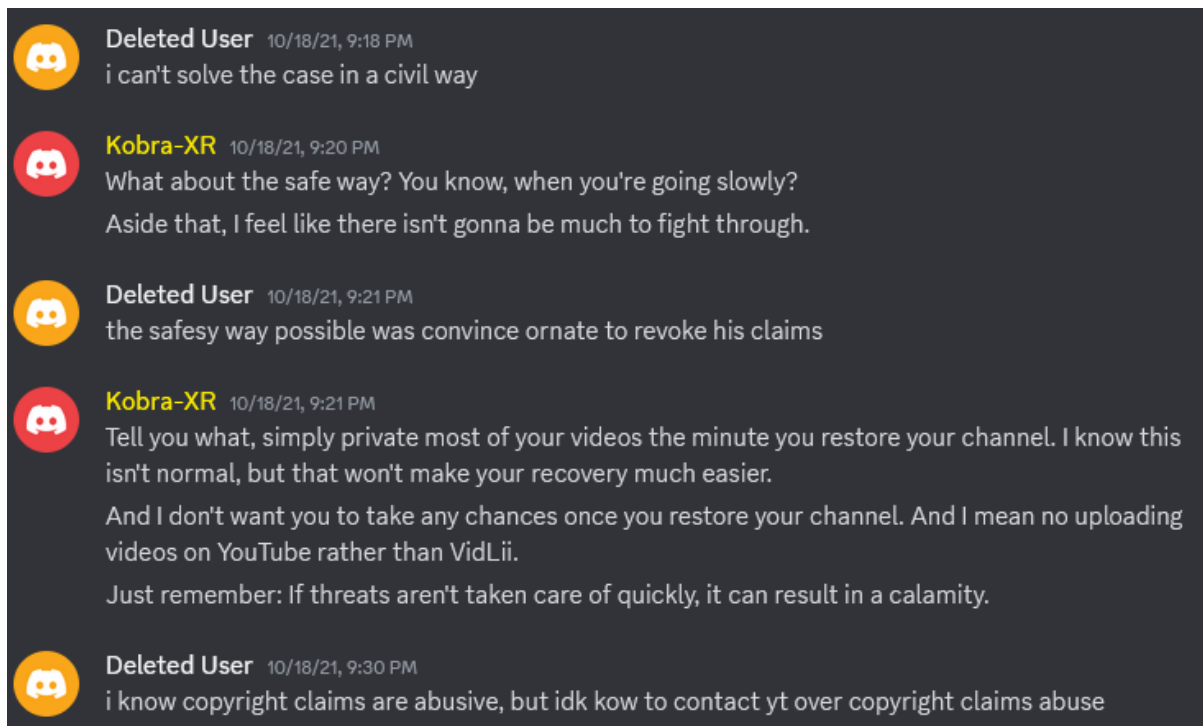 Deleted User 10/18/21, 9:18 PM
i can't solve the case in a civil way
Kobra-XR 10/18/21, 9:20 PM
What about the safe way? You know, when you're going slowly?
Aside that, I feel like there isn't gonna be much to fight through.
Deleted User 10/18/21, 9:21 PM
the safesy way possible was convince ornate to revoke his claims
Kobra-XR 10/18/21, 9:21 PM
Tell you what, simply private most of your videos the minute you restore your channel. I know this
isn't normal, but that won't make your recovery much easier.
And I don't want you to take any chances once you restore your channel. And I mean no uploading
videos on YouTube rather than VidLii.
Just remember: If threats aren't taken care of quickly, it can result in a calamity.
Deleted User 10/18/21, 9:30 PM
i know copyright claims are abusive, but idk kow to contact yt over copyright claims abuse